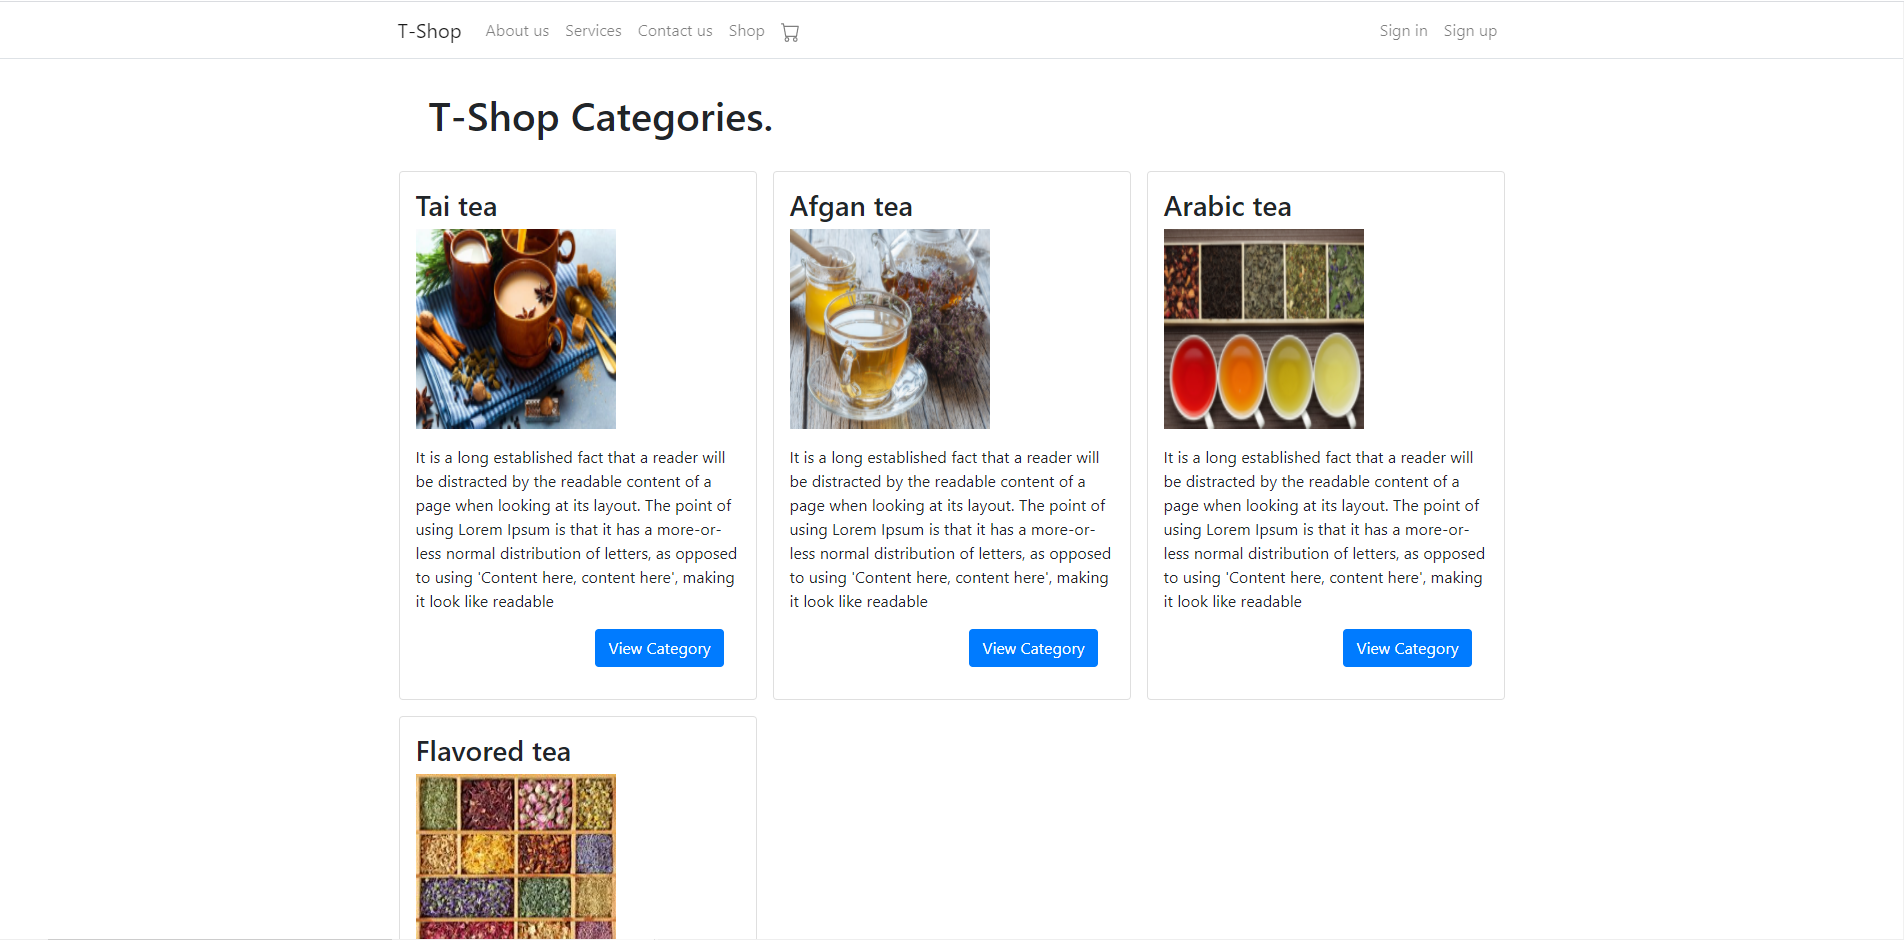 T-Shop About us Services Contact us Shop Sign in Sign up
T-Shop Categories.
Tai tea
It is a long established fact that a reader will
be distracted by the readable content of a
page when looking at its layout. The point of
using Lorem Ipsum is that it has a more-or-
less normal distribution of letters, as opposed
to using 'Content here, content here', making
it look like readable
View Category
Afgan tea
It is a long established fact that a reader will
be distracted by the readable content of a
page when looking at its layout. The point of
using Lorem Ipsum is that it has a more-or-
less normal distribution of letters, as opposed
to using 'Content here, content here', making
it look like readable
View Category
Arabic tea
It is a long established fact that a reader will
be distracted by the readable content of a
page when looking at its layout. The point of
using Lorem Ipsum is that it has a more-or-
less normal distribution of letters, as opposed
to using 'Content here, content here', making
it look like readable
View Category
Flavored tea